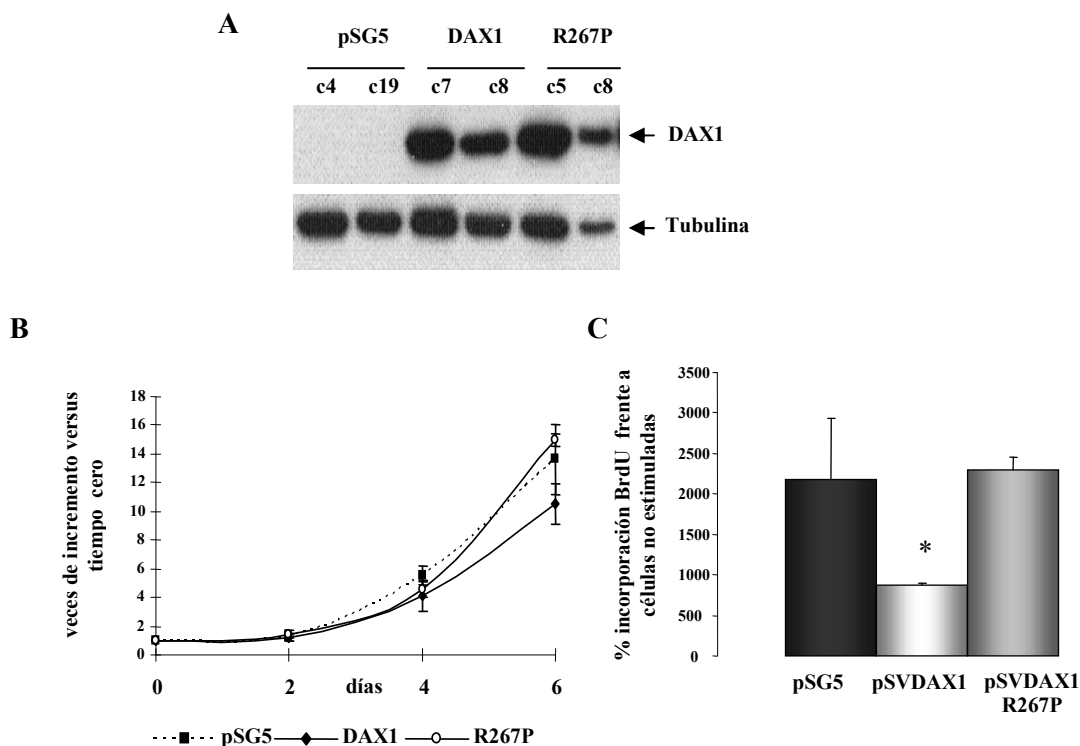 A
pSG5 DAX1 R267P
c4 c19 c7 c8 c5 c8
DAX1
Tubulina
B
veces de incremento versus
tiempo cero
18
16
14
12
10
8
6
4
2
0
0 2 días 4 6
pSG5 DAX1 R267P
C
% incorporación BrdU frente a
células no estimuladas
3500
3000
2500
2000
1500
1000
500
0
*
pSG5 pSVDAX1 pSVDAX1
R267P